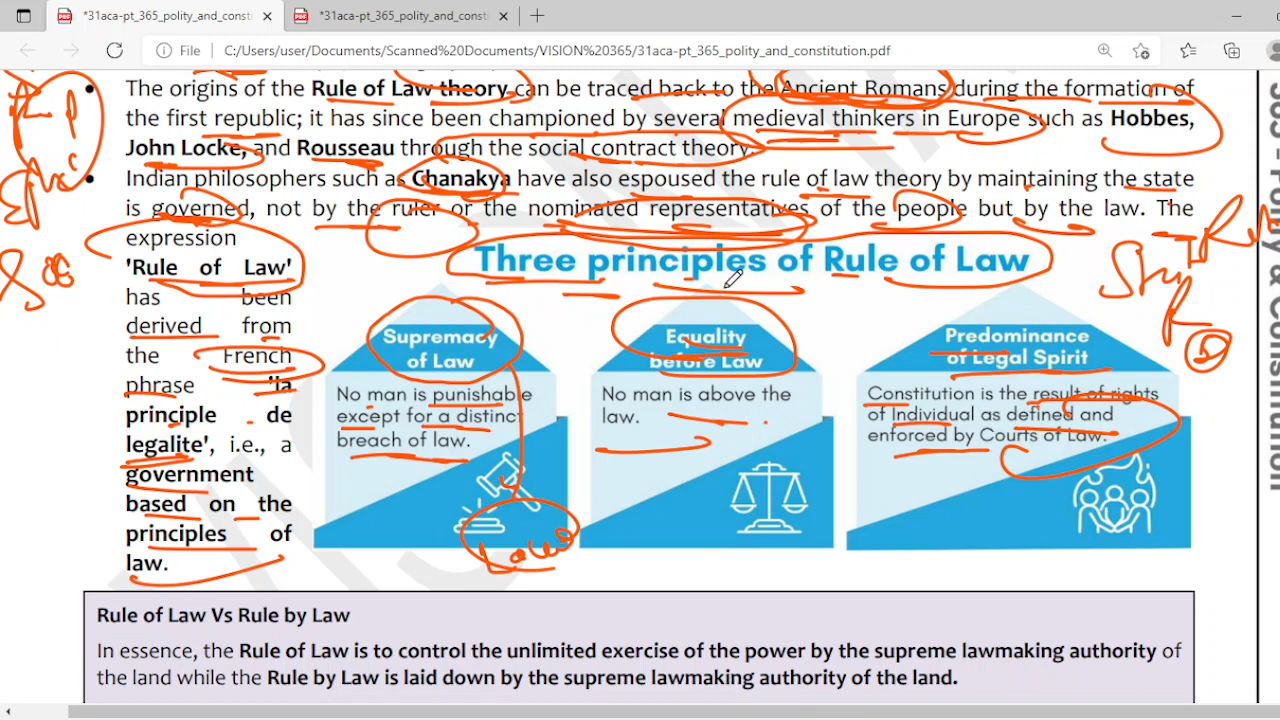 *31aca-pt_365_polity_and_const
*31aca-pt_365_polity_and_const
File
C:/Users/user/Documents/Scanned%20Documents/VISION%20365/31aca-pt_365_polity_and_constitution.pdf
The origins of the Rule of Law theory can be traced back to the Ancient Romans during the formation of
the first republic; it has since been championed by several medieval thinkers in Europe such as Hobbes,
John Locke, and Rousseau through the social contract theory.
Indian philosophers such as Chanakya have also espoused the rule of law theory by maintaining the state
is governed, not by the ruler or the nominated representatives of the people but by the law. The
expression
'Rule of Law'
has been
derived from
the French
phrase 'la
principle de
legalite', i.e., a
government
based on the
principles of
law.
Three principles of Rule of Law
Supremacy
of Law
No man is punishable
except for a distinct
breach of law.
Equality
before Law
No man is above the
law.
Predominance
of Legal Spirit
Constitution is the result of rights
of Individual as defined and
enforced by Courts of Law.
Laws
Rule of Law Vs Rule by Law
In essence, the Rule of Law is to control the unlimited exercise of the power by the supreme lawmaking authority of
the land while the Rule by Law is laid down by the supreme lawmaking authority of the land.